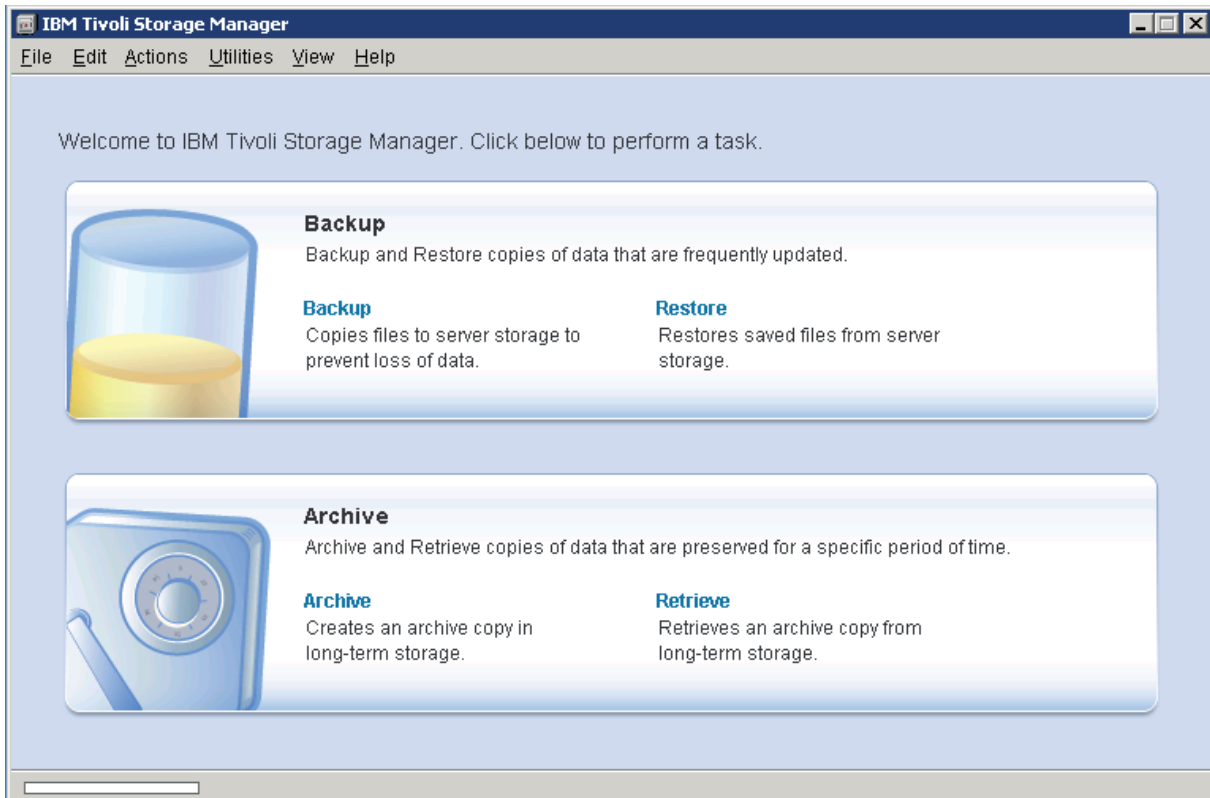 IBM Tivoli Storage Manager
File Edit Actions Utilities View Help
Welcome to IBM Tivoli Storage Manager. Click below to perform a task.
Backup
Backup and Restore copies of data that are frequently updated.
Backup
Copies files to server storage to
prevent loss of data.
Restore
Restores saved files from server
storage.
Archive
Archive and Retrieve copies of data that are preserved for a specific period of time.
Archive
Creates an archive copy in
long-term storage.
Retrieve
Retrieves an archive copy from
long-term storage.